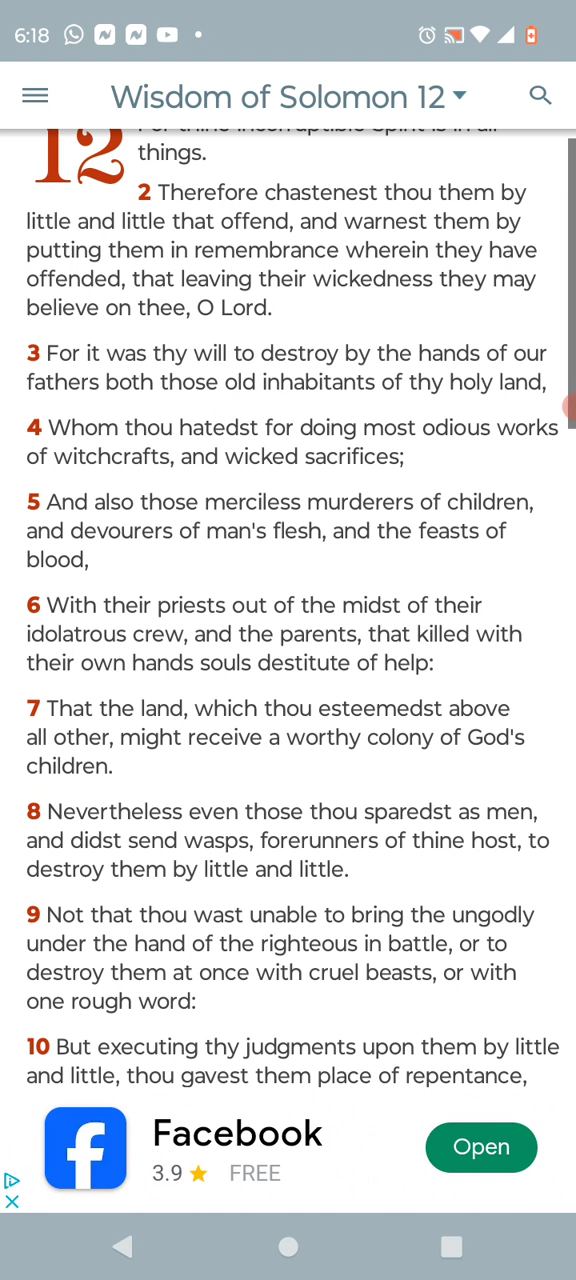 6:18
Wisdom of Solomon 12
12 For thine incorruptible Spirit is in all
things.
2 Therefore chastenest thou them by
little and little that offend, and warnest them by
putting them in remembrance wherein they have
offended, that leaving their wickedness they may
believe on thee, O Lord.
3 For it was thy will to destroy by the hands of our
fathers both those old inhabitants of thy holy land,
4 Whom thou hatedst for doing most odious works
of witchcrafts, and wicked sacrifices;
5 And also those merciless murderers of children,
and devourers of man's flesh, and the feasts of
blood,
6 With their priests out of the midst of their
idolatrous crew, and the parents, that killed with
their own hands souls destitute of help:
7 That the land, which thou esteemedst above
all other, might receive a worthy colony of God's
children.
8 Nevertheless even those thou sparedst as men,
and didst send wasps, forerunners of thine host, to
destroy them by little and little.
9 Not that thou wast unable to bring the ungodly
under the hand of the righteous in battle, or to
destroy them at once with cruel beasts, or with
one rough word:
10 But executing thy judgments upon them by little
and little, thou gavest them place of repentance,
Facebook
3.9 FREE
Open